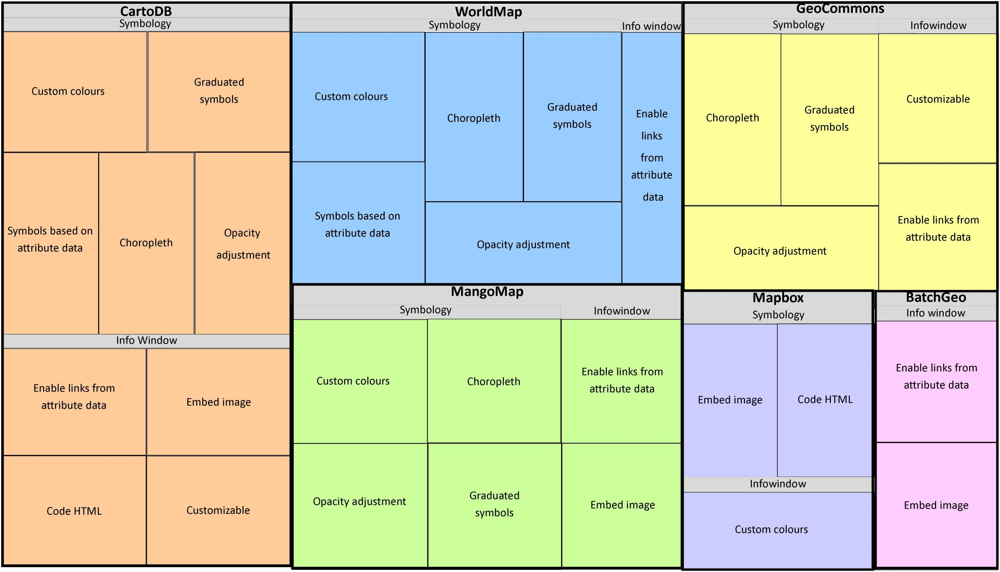 CartoDB
Symbology
Custom colours
Graduated
symbols
Symbols based on
attribute data
Choropleth
Opacity
adjustment
Info Window
Enable links from
attribute data
Embed image
Code HTML
Customizable
WorldMap
Symbology
Info window
Custom colours
Choropleth
Graduated
symbols
Enable
links
from
attribute
data
Symbols based on
attribute data
Opacity adjustment
GeoCommons
Symbology
Infowindow
Choropleth
Graduated
symbols
Customizable
Opacity adjustment
Enable links from
attribute data
MangoMap
Symbology
Infowindow
Custom colours
Choropleth
Enable links from
attribute data
Opacity adjustment
Graduated
symbols
Embed image
Mapbox
Symbology
Embed image
Code HTML
Infowindow
Custom colours
BatchGeo
Info window
Enable links from
attribute data
Embed image